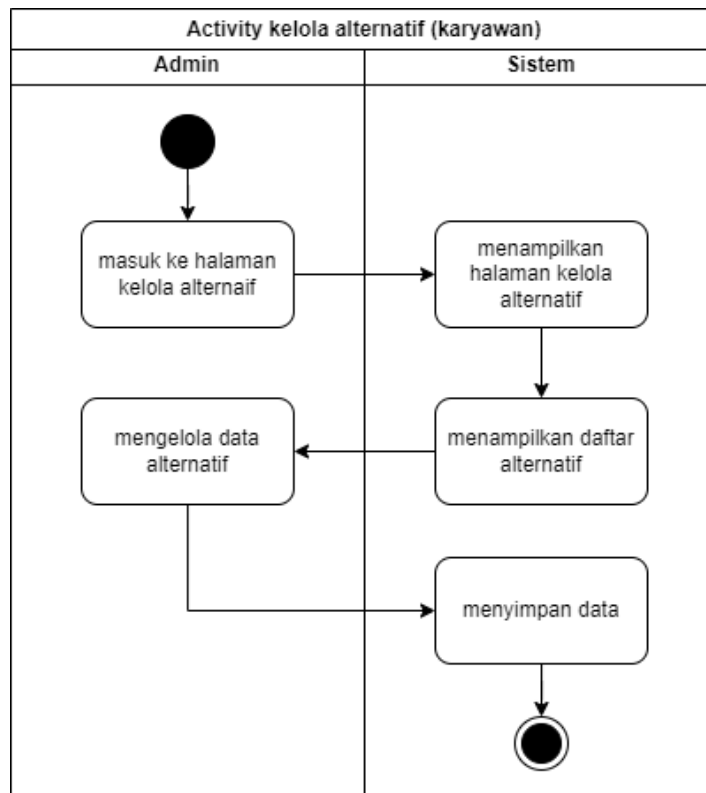 Activity kelola alternatif (karyawan)
Admin
Sistem
masuk ke halaman
kelola alternaif
menampilkan
halaman kelola
alternatif
mengelola data
alternatif
menampilkan daftar
alternatif
menyimpan data